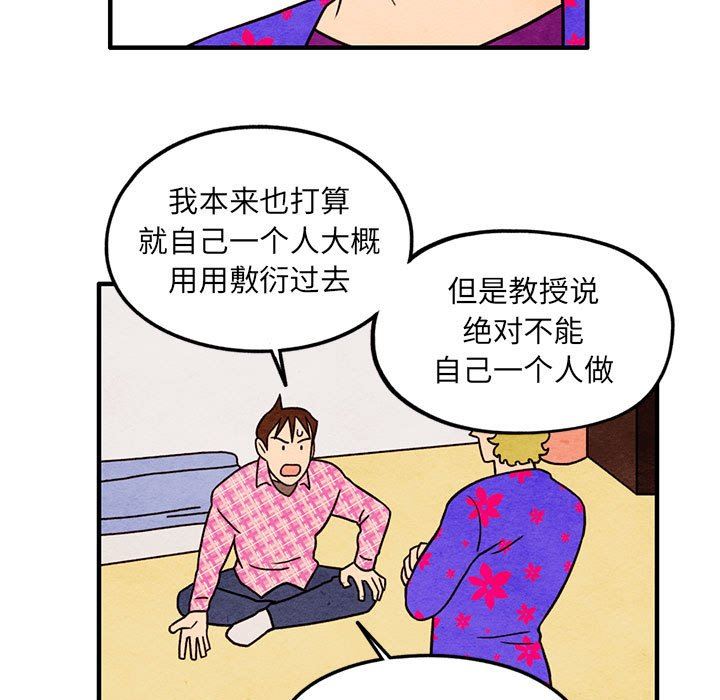 我本来也打算
就自己一个人大概
用用敷衍过去
但是教授说
绝对不能
自己一个人做